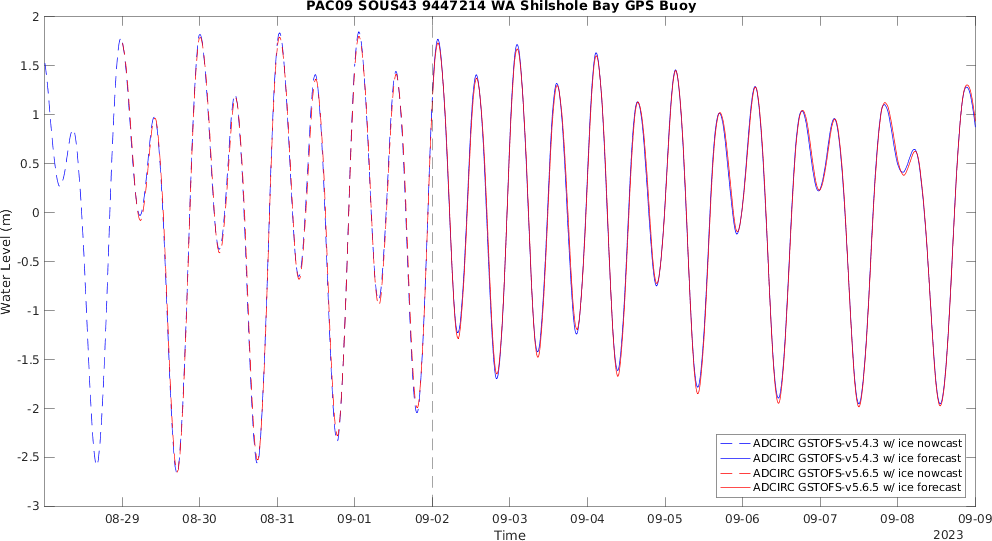 PAC09 SOUS43 9447214 WA Shilshole Bay GPS Buoy
2
1.5
1
0.5
0
-0.5
-1
-1.5
-2
-2.5
-3
Water Level (m)
ADCIRC GSTOFS-v5.4.3 w/ ice nowcast
ADCIRC GSTOFS-v5.4.3 w/ ice forecast
ADCIRC GSTOFS-v5.6.5 w/ ice nowcast
ADCIRC GSTOFS-v5.6.5 w/ ice forecast
08-29 08-30 08-31 09-01 09-02 09-03 09-04 09-05 09-06 09-07 09-08 09-09
Time
2023